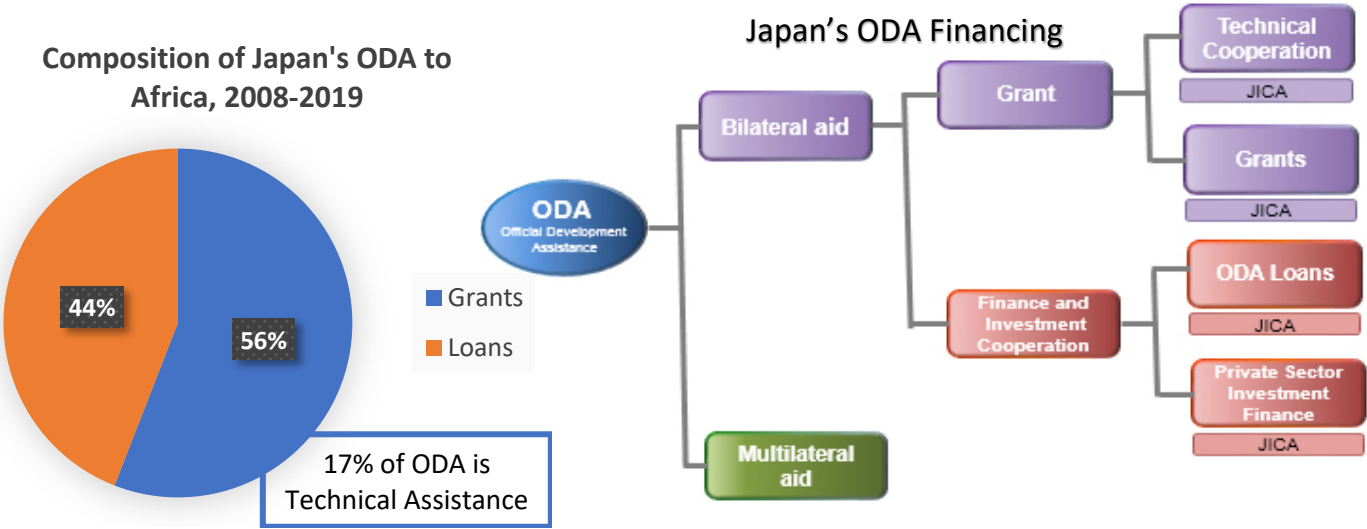 Composition of Japan's ODA to
Africa, 2008-2019
44%
56%
Grants
Loans
17% of ODA is
Technical Assistance
Japan’s ODA Financing
ODA
Official Development
Assistance
Bilateral aid
Multilateral
aid
Grant
Finance and
Investment
Cooperation
Technical
Cooperation
JICA
Grants
JICA
ODA Loans
JICA
Private Sector
Investment
Finance
JICA